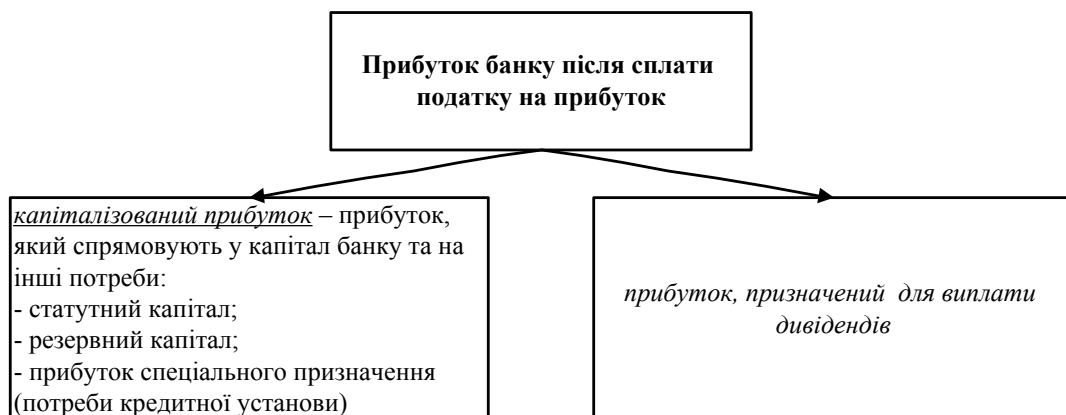 Прибуток банку після сплати
податку на прибуток
капіталізований прибуток – прибуток,
який спрямовують у капітал банку та на
інші потреби:
- статутний капітал;
- резервний капітал;
- прибуток спеціального призначення
(потреби кредитної установи)
прибуток, призначений для виплати
дивідендів